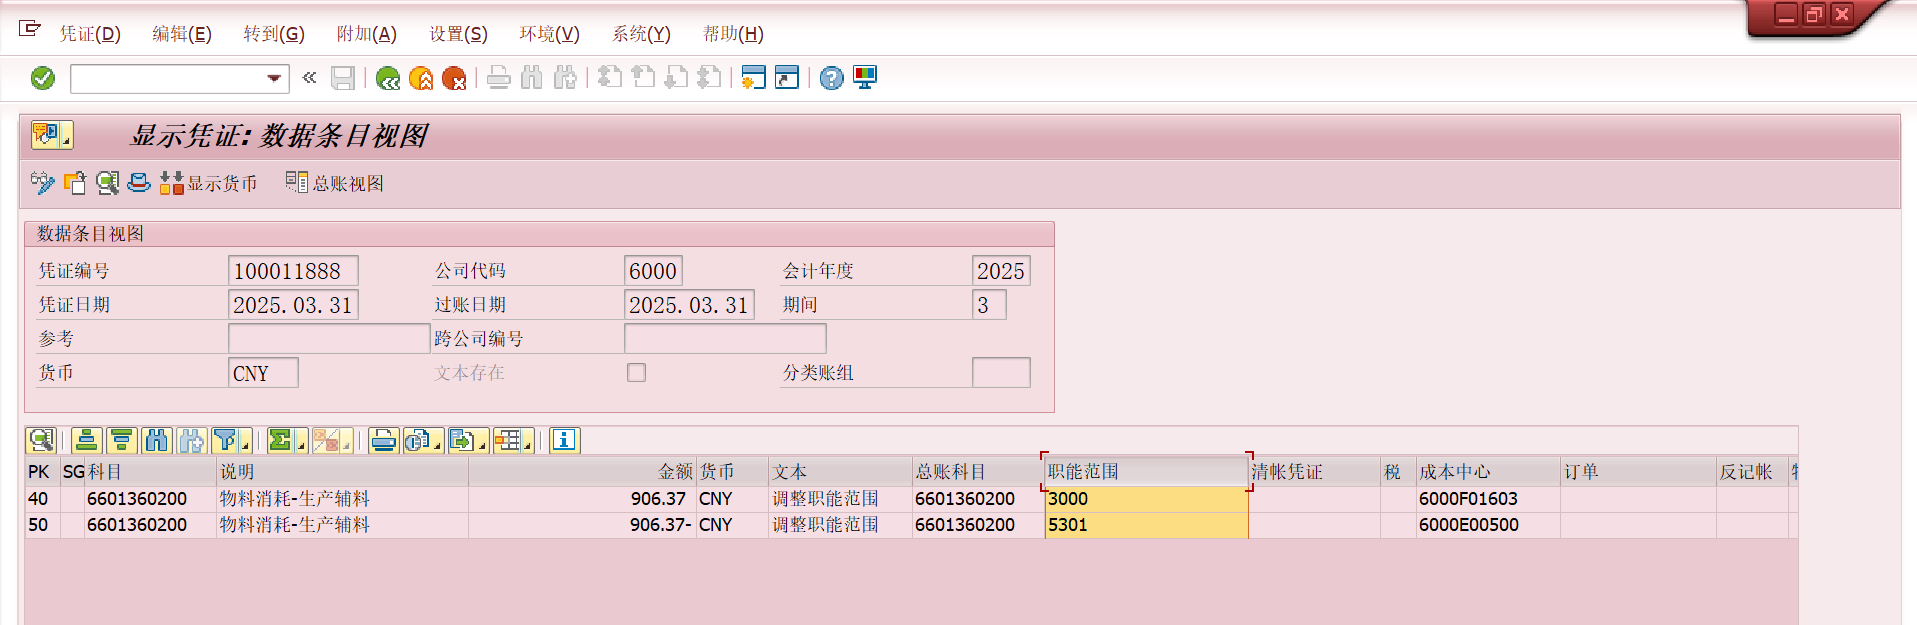 凭证(D) 编辑(E) 转到(G) 附加(A) 设置(S) 环境(V) 系统(Y) 帮助(H)
显示凭证: 数据条目视图
显示货币 总账视图
数据条目视图
凭证编号 100011888 公司代码 6000 会计年度 2025
凭证日期 2025.03.31 过账日期 2025.03.31 期间 3
参考 跨公司编号
货币 CNY 文本存在 分类账组
PK SG 科目 说明 金额 货币 文本 总账科目 职能范围 清帐凭证 税 成本中心 订单 反记帐
40 6601360200 物料消耗-生产辅料 906.37 CNY 调整职能范围 6601360200 3000 6000F01603
50 6601360200 物料消耗-生产辅料 906.37- CNY 调整职能范围 6601360200 5301 6000E00500